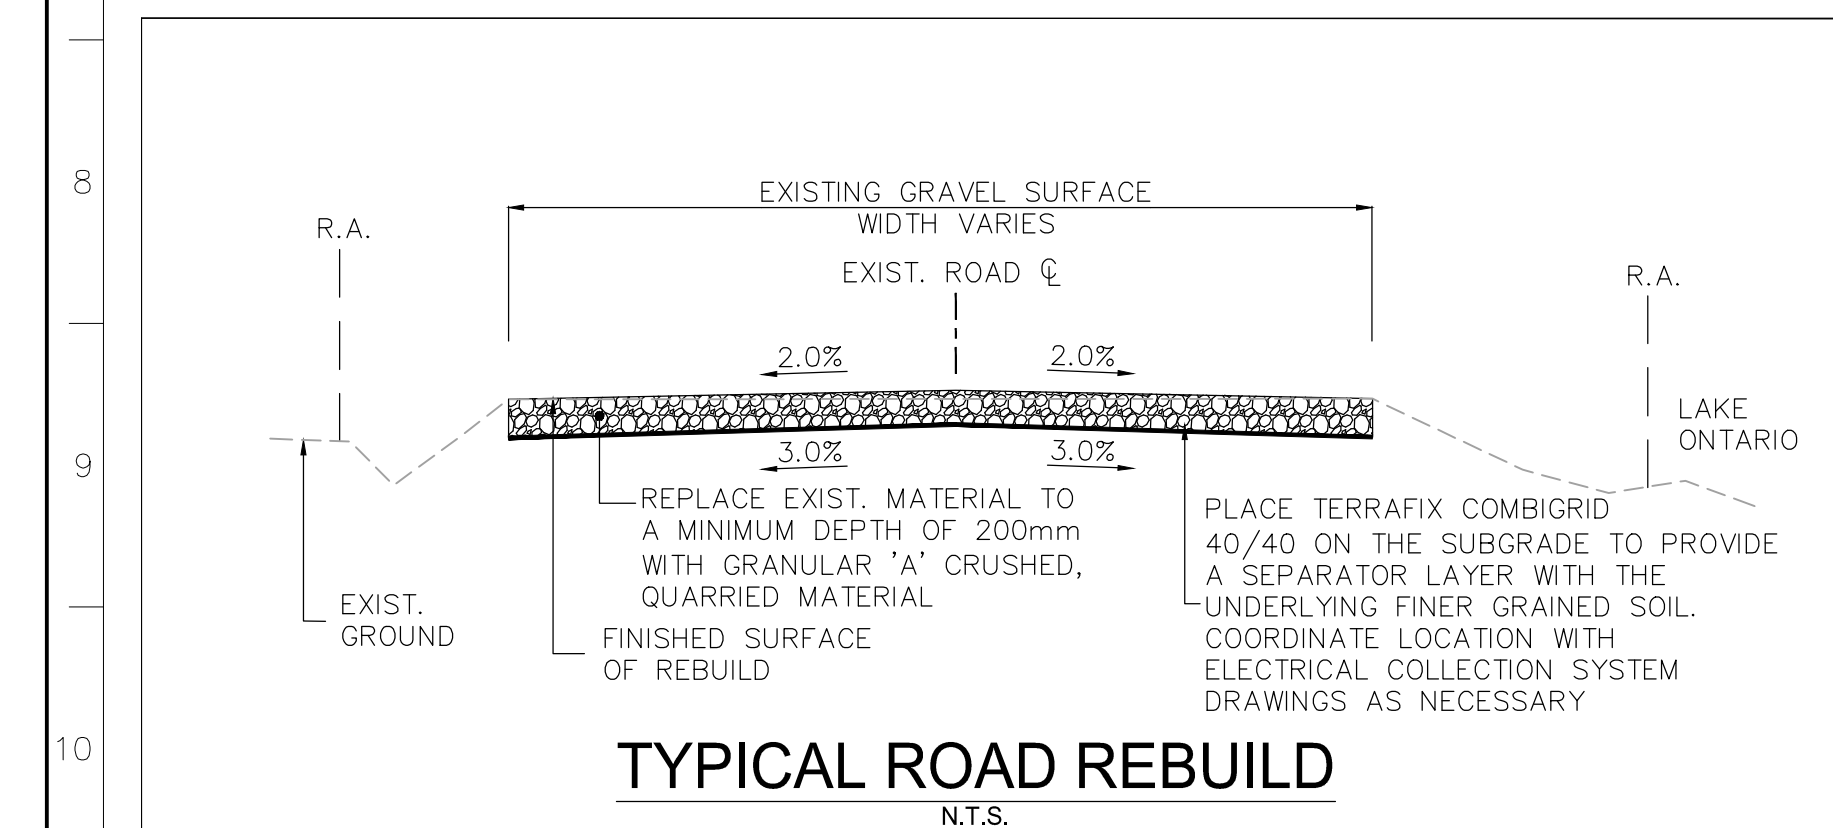 8
9
10
EXISTING GRAVEL SURFACE
WIDTH VARIES
R.A.
EXIST. ROAD ℄
R.A.
2.0%
2.0%
LAKE
ONTARIO
3.0%
3.0%
REPLACE EXIST. MATERIAL TO
A MINIMUM DEPTH OF 200mm
WITH GRANULAR 'A' CRUSHED,
QUARRIED MATERIAL
PLACE TERRAFIX COMBIGRID
40/40 ON THE SUBGRADE TO PROVIDE
A SEPARATOR LAYER WITH THE
UNDERLYING FINER GRAINED SOIL.
COORDINATE LOCATION WITH
ELECTRICAL COLLECTION SYSTEM
DRAWINGS AS NECESSARY
EXIST.
GROUND
FINISHED SURFACE
OF REBUILD
TYPICAL ROAD REBUILD
N.T.S.